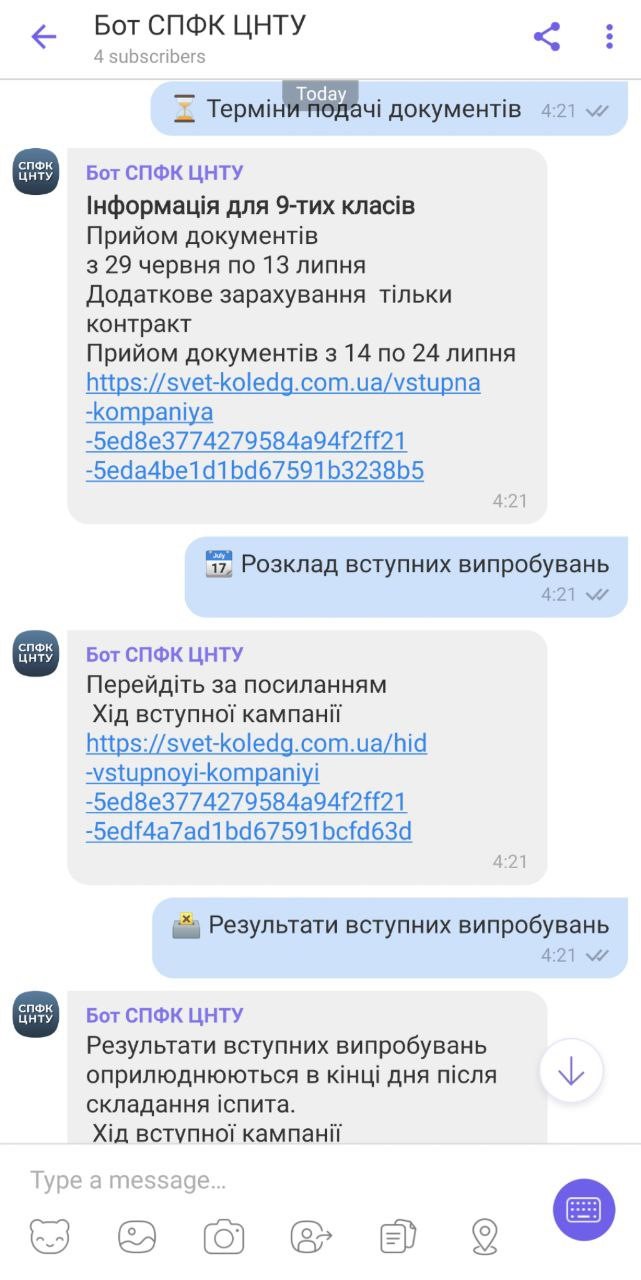 Бот СПФК ЦНТУ
4 subscribers
Today
Терміни подачі документів 4:21
СПФК
ЦНТУ
Бот СПФК ЦНТУ
Інформація для 9-тих класів
Прийом документів
з 29 червня по 13 липня
Додаткове зарахування тільки
контракт
Прийом документів з 14 по 24 липня
https://svet-koledg.com.ua/vstupna
-kompaniya
-5ed8e3774279584a94f2ff21
-5eda4be1d1bd67591b3238b5
4:21
July
17
Розклад вступних випробувань
4:21
СПФК
ЦНТУ
Бот СПФК ЦНТУ
Перейдіть за посиланням
Хід вступної кампанії
https://svet-koledg.com.ua/hid
-vstupnoyi-kompaniyi
-5ed8e3774279584a94f2ff21
-5edf4a7ad1bd67591bcfd63d
4:21
Результати вступних випробувань
4:21
СПФК
ЦНТУ
Бот СПФК ЦНТУ
Результати вступних випробувань
оприлюднюються в кінці дня після
складання іспита.
Хід вступної кампанії
Type a message...